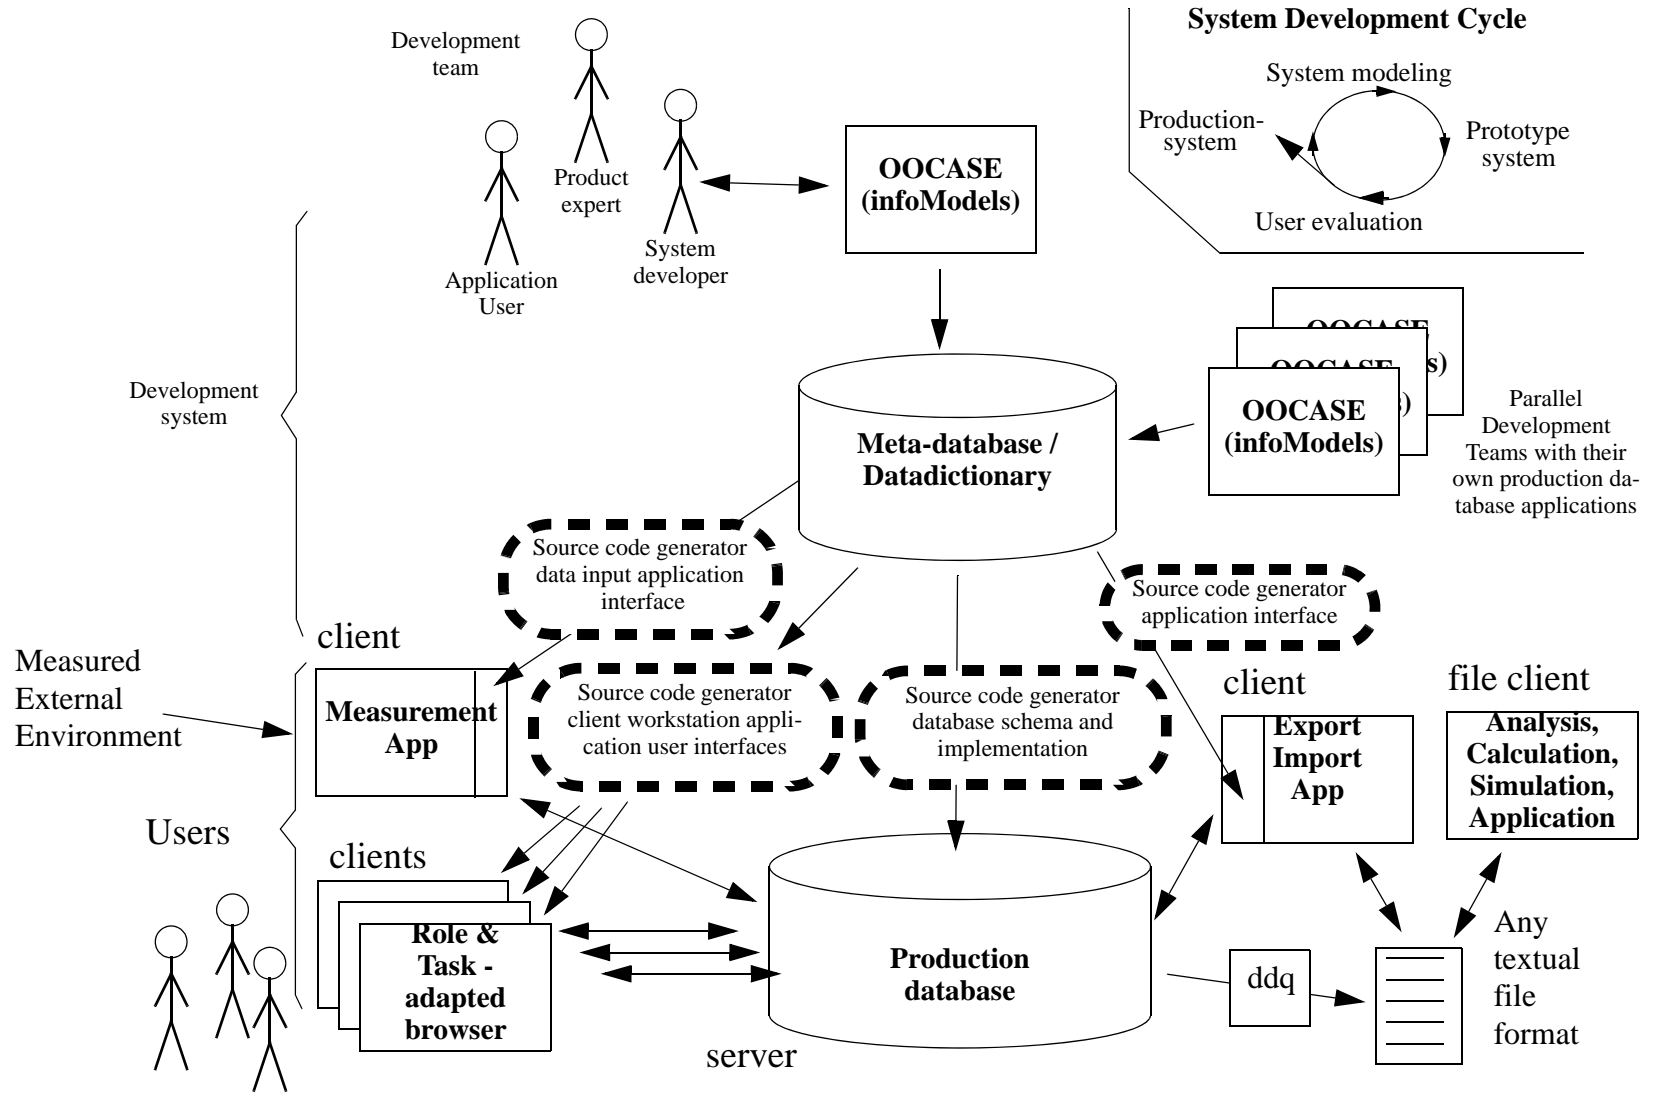 System Development Cycle
System modeling
Production-
system
Prototype
system
User evaluation
Development
team
Product
expert
System
developer
Application
User
OOCASE
(infoModels)
Development
system
OOCASE
s)
OOCASE
s)
OOCASE
(infoModels)
Parallel
Development
Teams with their
own production da-
tabase applications
Meta-database /
Datadictionary
Source code generator
data input application
interface
Source code generator
application interface
client
Measured
External
Environment
Measurement
App
Source code generator
client workstation appli-
cation user interfaces
Source code generator
database schema and
implementation
client
Export
Import
App
file client
Analysis,
Calculation,
Simulation,
Application
Users
clients
Role &
Task -
adapted
browser
Production
database
server
ddq
Any
textual
file
format